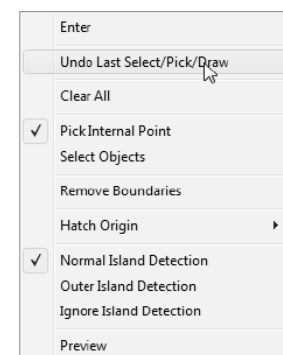 Enter
Undo Last Select/Pick/Draw
Clear All
Pick Internal Point
Select Objects
Remove Boundaries
Hatch Origin
Normal Island Detection
Outer Island Detection
Ignore Island Detection
Preview